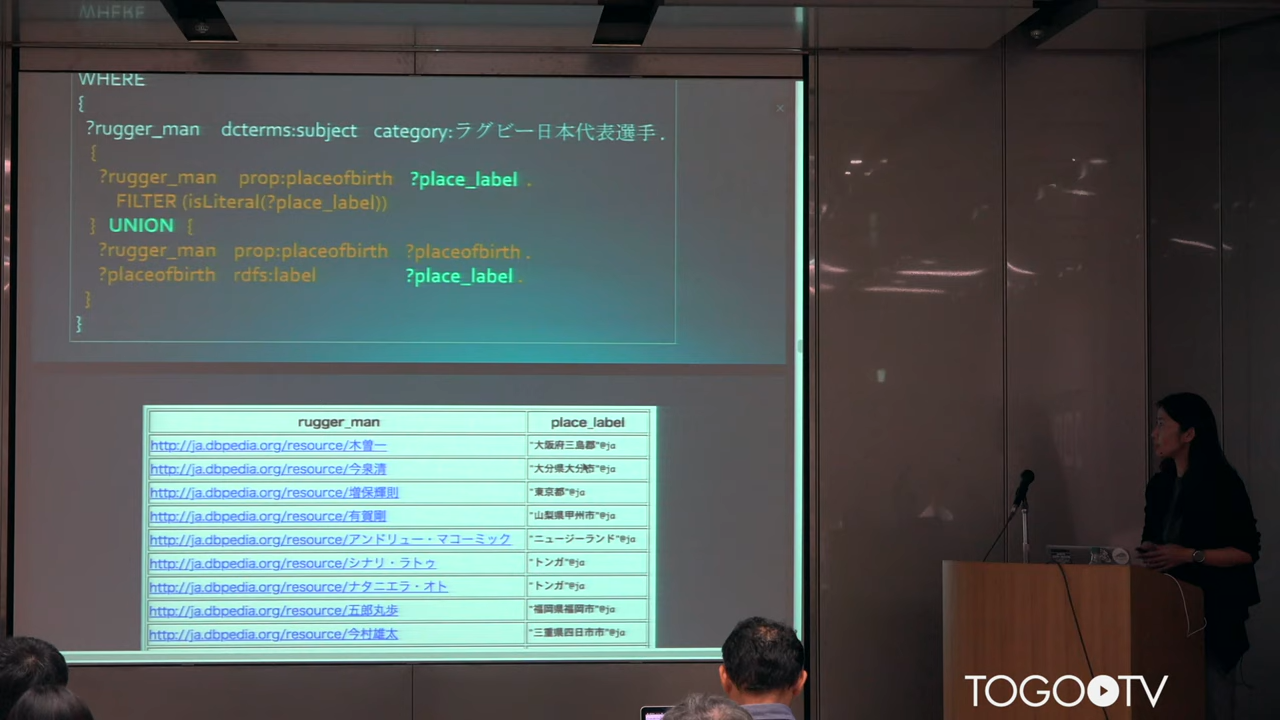 WHERE
WHERE
{
?rugger_man dcterms:subject category:ラグビー日本代表選手 .
{
?rugger_man prop:placeofbirth ?place_label .
FILTER (isLiteral(?place_label))
} UNION {
?rugger_man prop:placeofbirth ?placeofbirth .
?placeofbirth rdfs:label ?place_label .
}
}
rugger_man place_label
http://ja.dbpedia.org/resource/木曽一 "大阪府三島郡"@ja
http://ja.dbpedia.org/resource/今泉清 "大分県大分市"@ja
http://ja.dbpedia.org/resource/増保輝則 "東京都"@ja
http://ja.dbpedia.org/resource/有賀剛 "山梨県甲州市"@ja
http://ja.dbpedia.org/resource/アンドリュー・マコーミック "ニュージーランド"@ja
http://ja.dbpedia.org/resource/シナリ・ラトゥ "トンガ"@ja
http://ja.dbpedia.org/resource/ナタニエラ・オト "トンガ"@ja
http://ja.dbpedia.org/resource/五郎丸歩 "福岡県福岡市"@ja
http://ja.dbpedia.org/resource/今村雄太 "三重県四日市市"@ja
TOGO TV